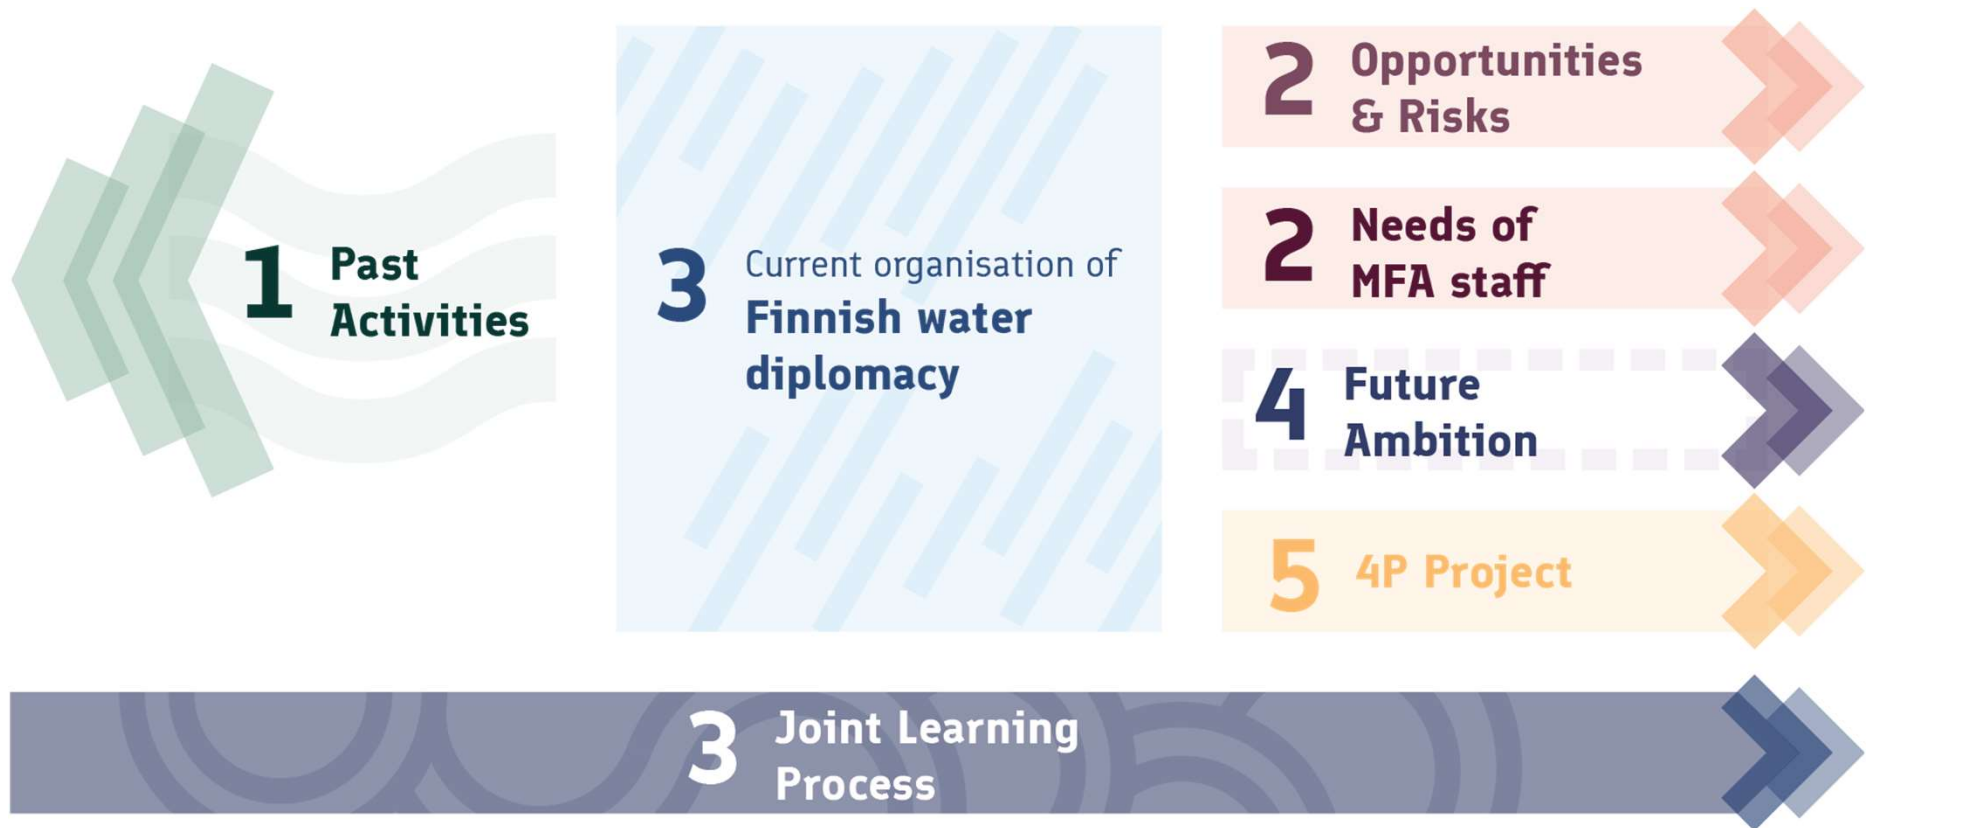 1 Past
Activities
3 Current organisation of
Finnish water
diplomacy
2 Opportunities
& Risks
2 Needs of
MFA staff
4 Future
Ambition
5 4P Project
3 Joint Learning
Process